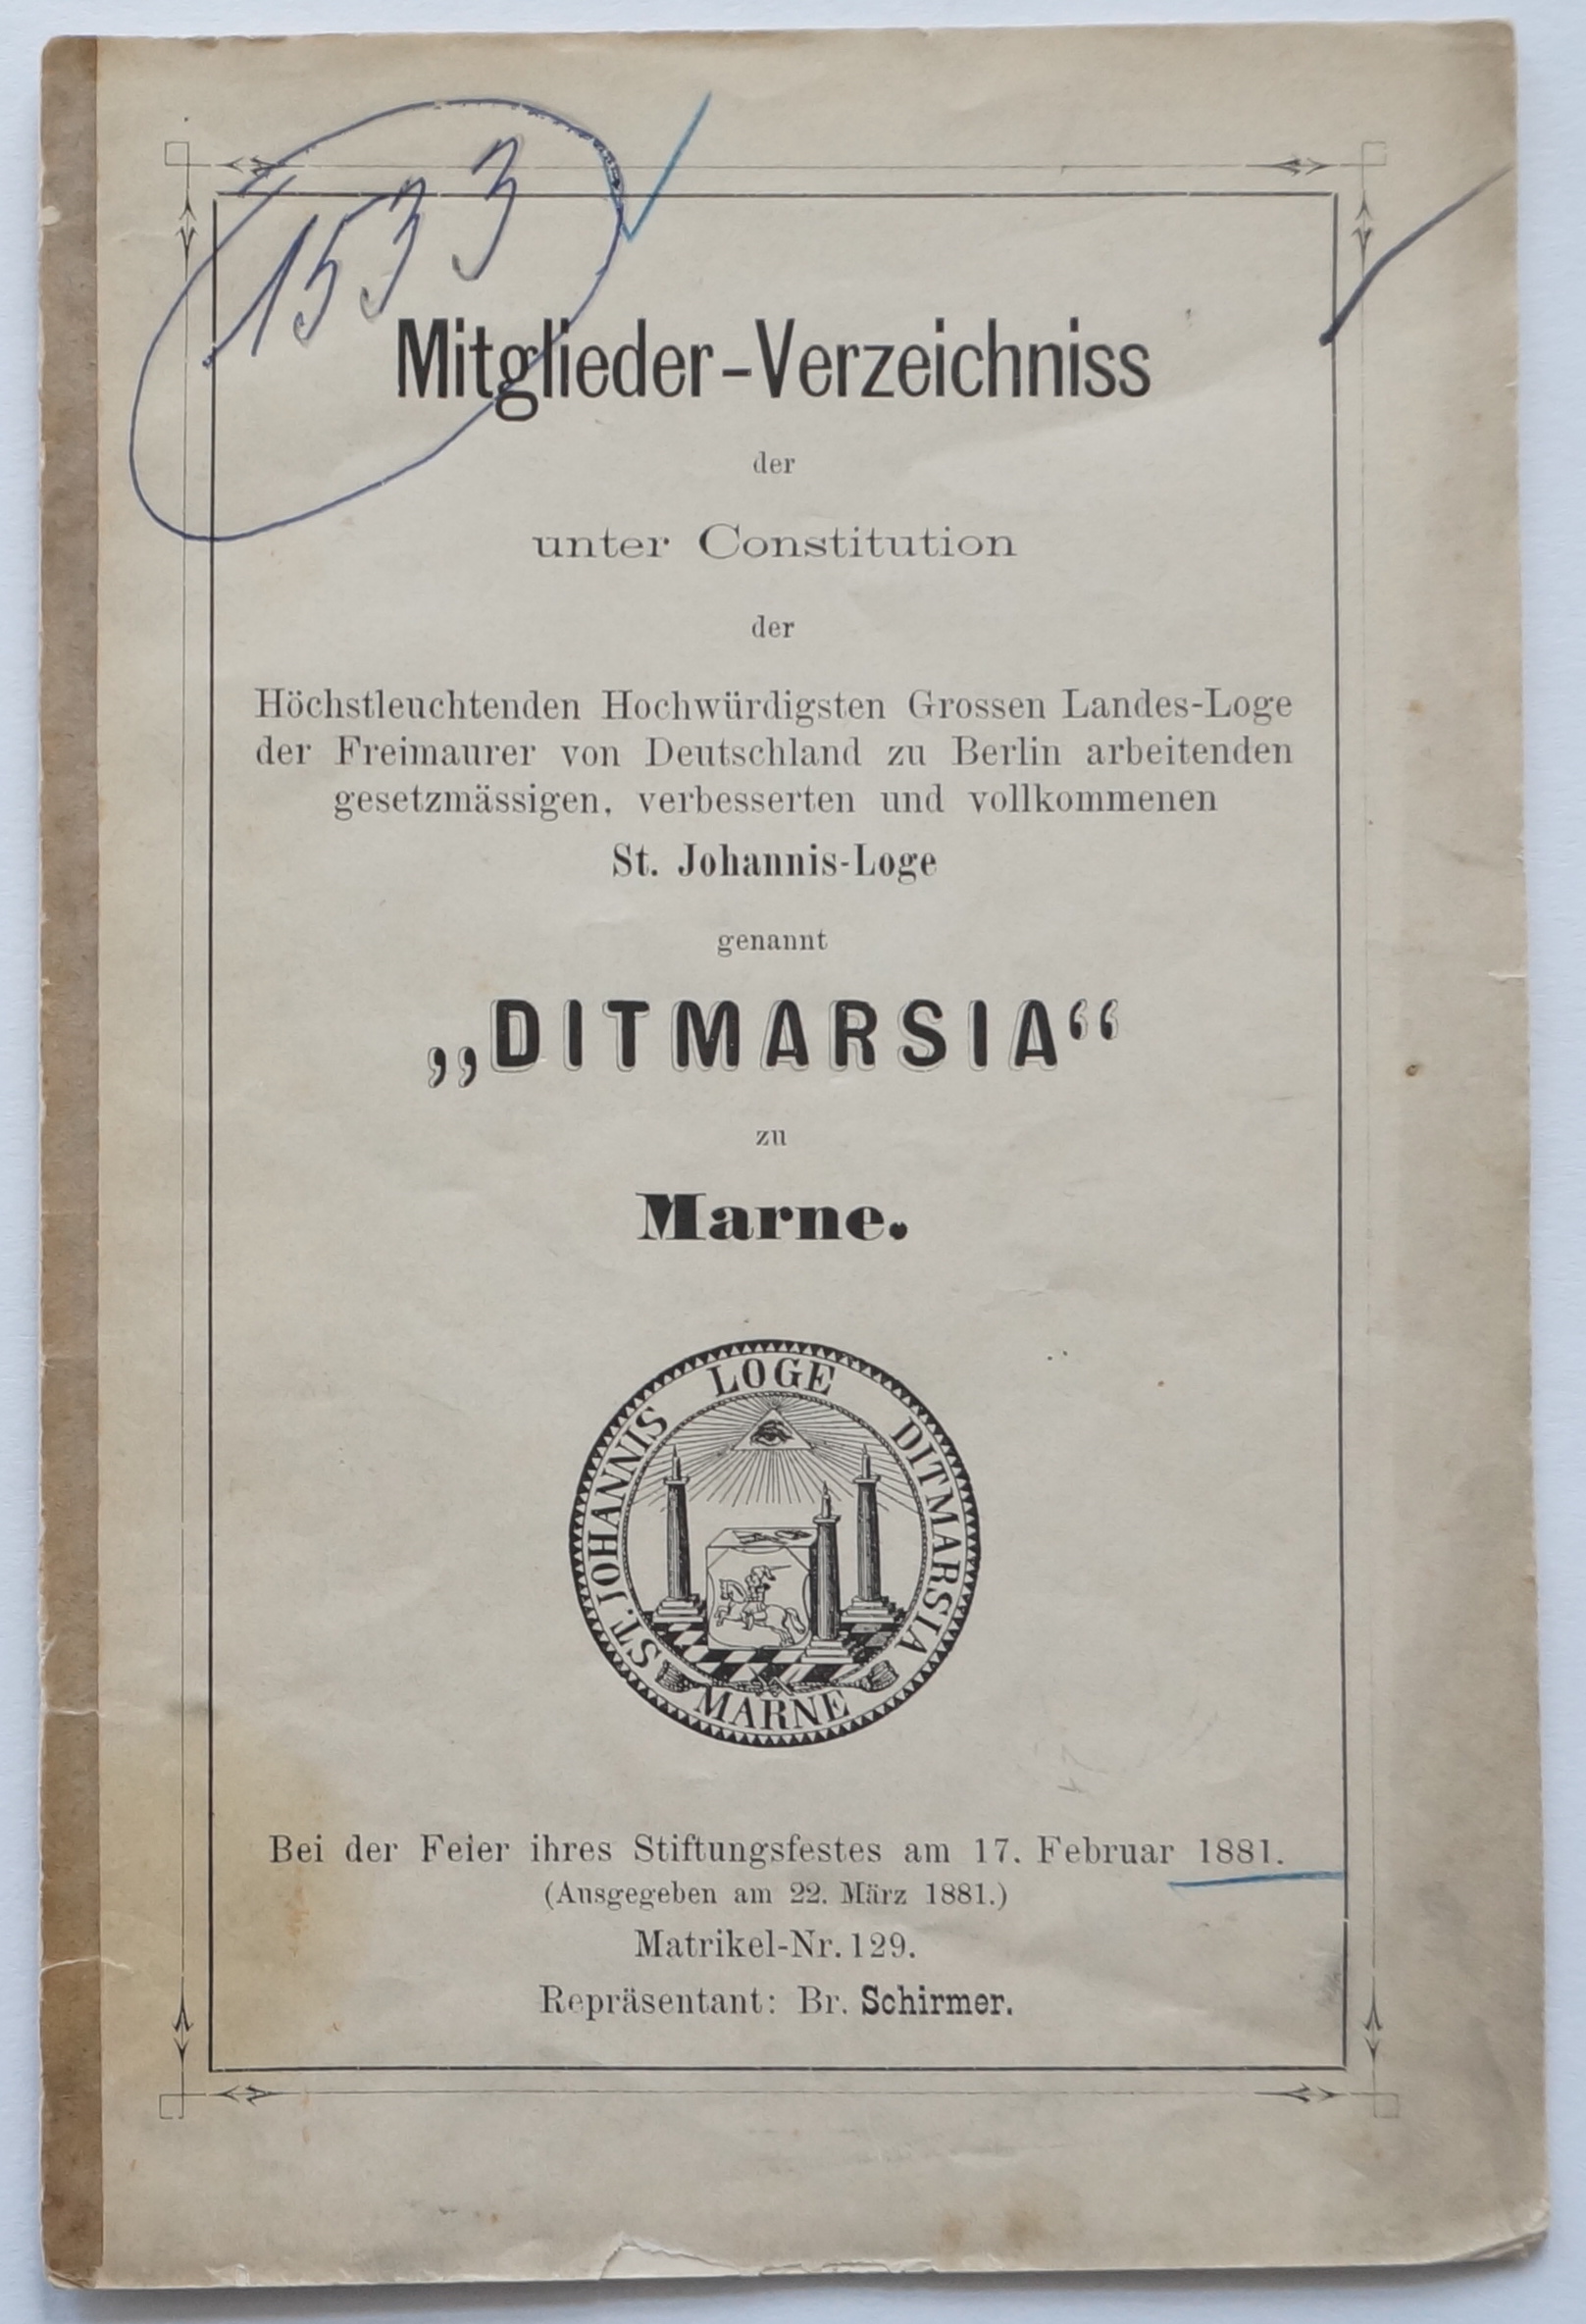 1533
Mitglieder-Verzeichniss
der
unter Constitution
der
Höchstleuchtenden Hochwürdigsten Grossen Landes-Loge
der Freimaurer von Deutschland zu Berlin arbeitenden
gesetzmässigen, verbesserten und vollkommenen
St. Johannis-Loge
genannt
„DITMARSIA“
zu
Marne.
ST. JOHANNIS LOGE DITMARSIA
MARNE
Bei der Feier ihres Stiftungsfestes am 17. Februar 1881.
(Ausgegeben am 22. März 1881.)
Matrikel-Nr. 129.
Repräsentant: Br. Schirmer.